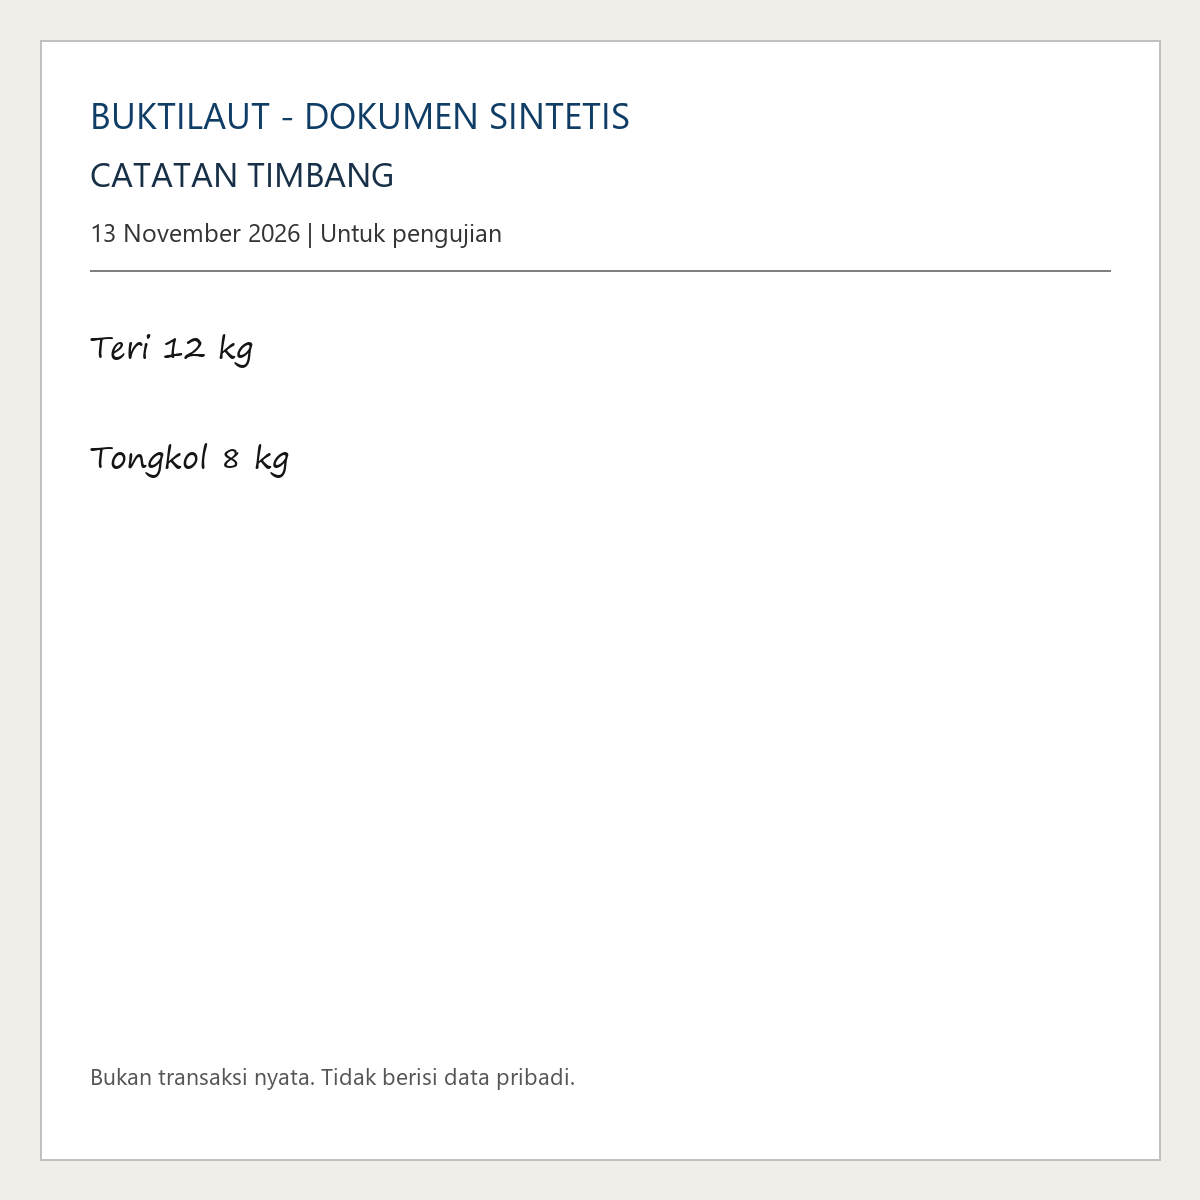 BUKTILAUT - DOKUMEN SINTETIS
CATATAN TIMBANG
13 November 2026 | Untuk pengujian
Teri 12 kg
Tongkol 8 kg
Bukan transaksi nyata. Tidak berisi data pribadi.